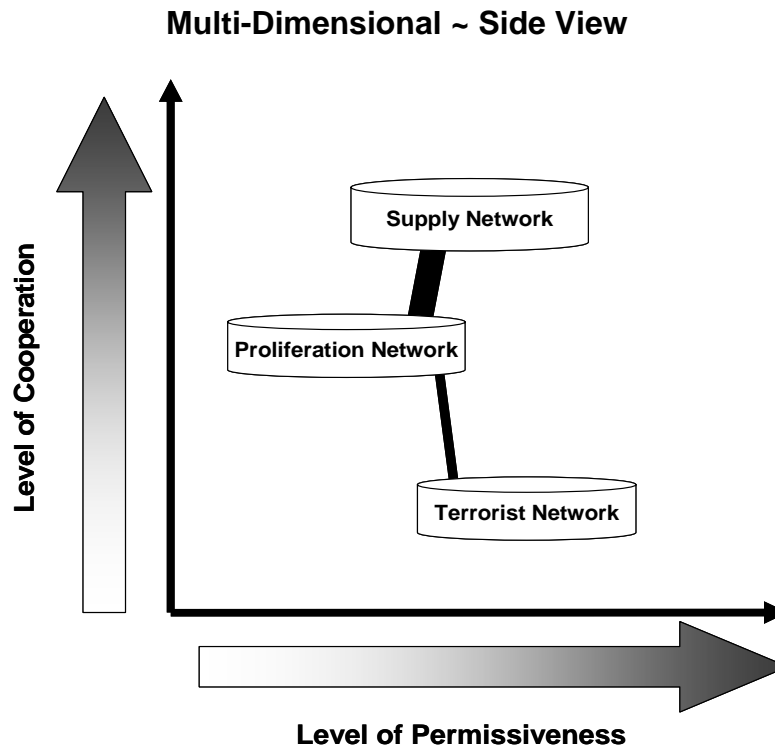 Multi-Dimensional ~ Side View
Supply Network
Proliferation Network
Terrorist Network
Level of Cooperation
Level of Permissiveness